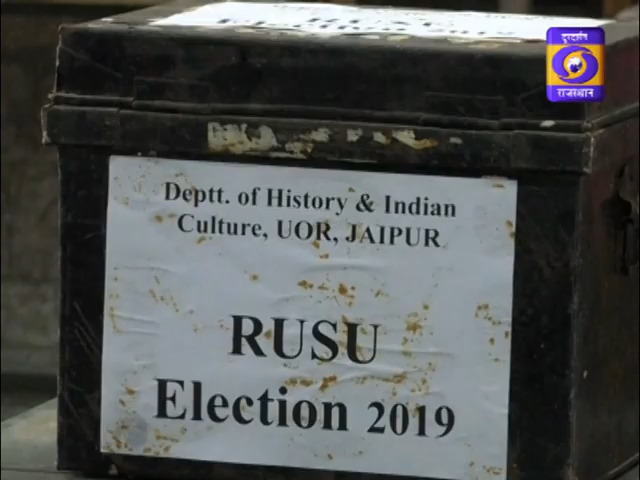 दूरदर्शन
राजस्थान
Deptt. of History & Indian
Culture, UOR, JAIPUR
RUSU
Election 2019